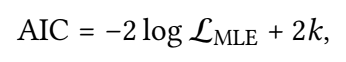 AIC = −2 log ℒ_MLE + 2k,